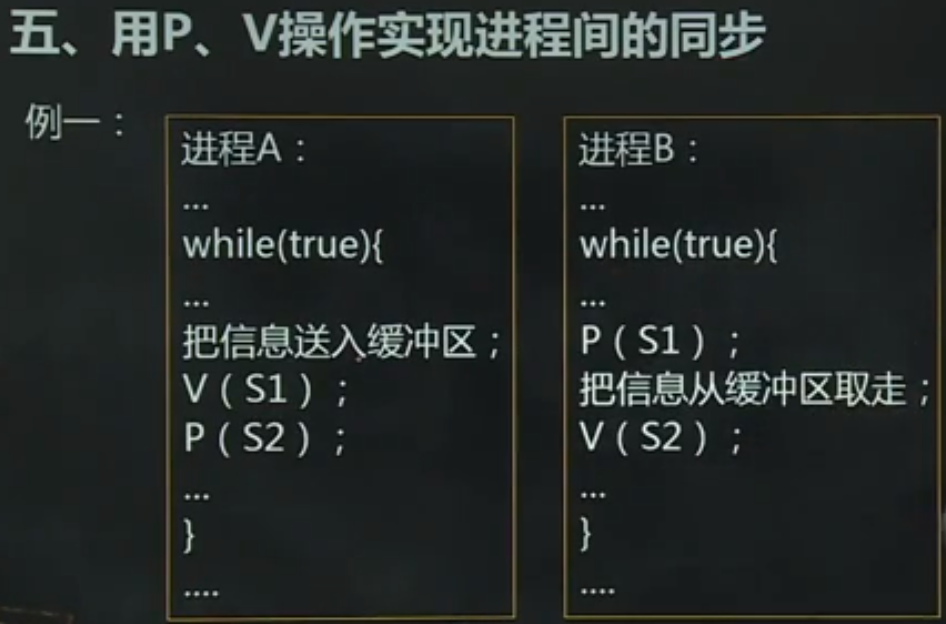 五、用P、V操作实现进程间的同步
例一：
进程A：
...
while(true){
...
把信息送入缓冲区；
V（S1）；
P（S2）；
...
}
....
进程B：
...
while(true){
...
P（S1）；
把信息从缓冲区取走；
V（S2）；
...
}
....